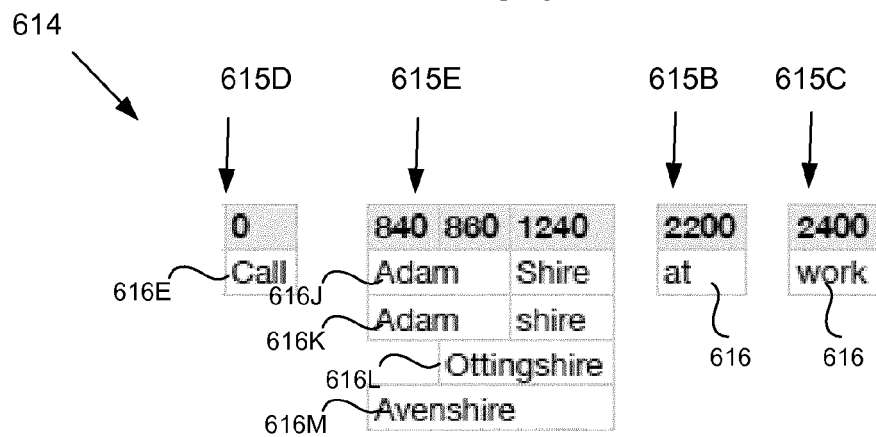 614
615D 615E 615B 615C
0 840 860 1240 2200 2400
616E Call 616J Adam Shire at work
616K Adam shire 616 616
616L Ottingshire
616M Avenshire